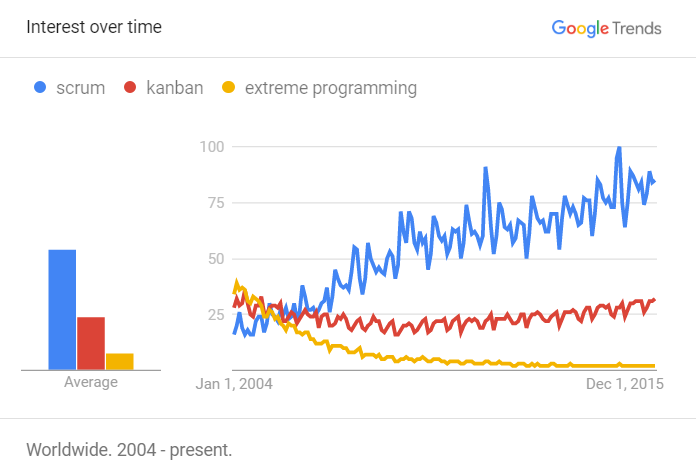 Interest over time
Google Trends
scrum kanban extreme programming
100
75
50
25
Average
Jan 1, 2004 Dec 1, 2015
Worldwide. 2004 - present.